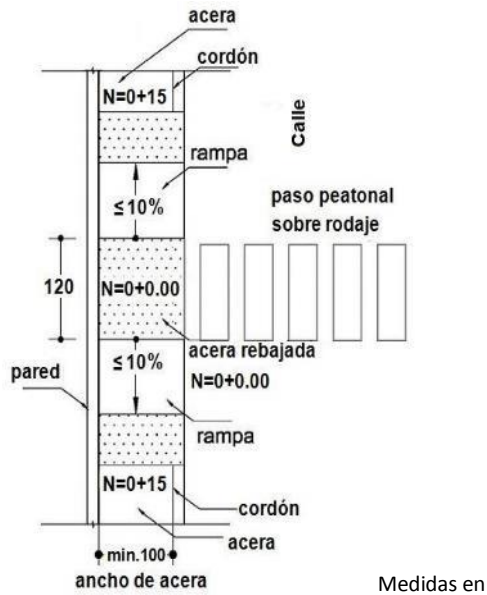 acera
cordón
N=0+15
Calle
rampa
≤10%
paso peatonal
sobre rodaje
120
N=0+0.00
acera rebajada
≤10%
N=0+0.00
pared
rampa
N=0+15
cordón
acera
min.100
ancho de acera
Medidas en